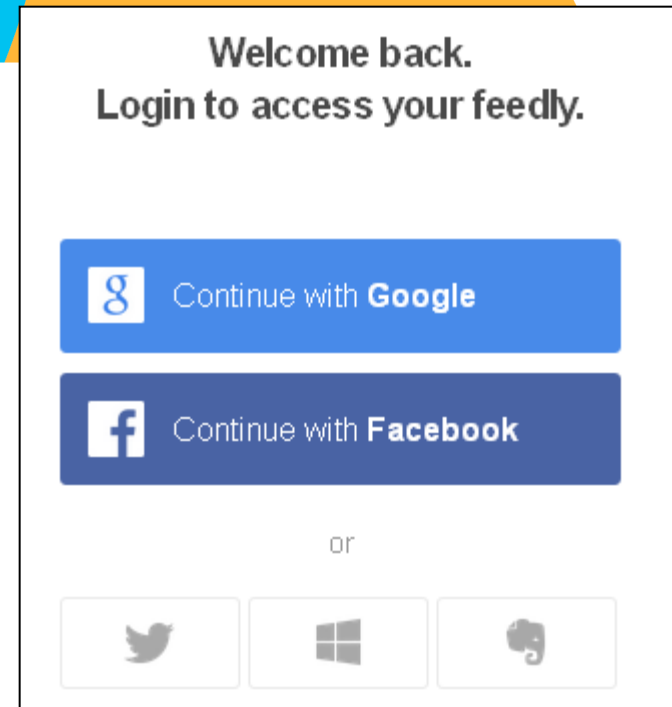 Welcome back.
Login to access your feedly.
g Continue with Google
f Continue with Facebook
or